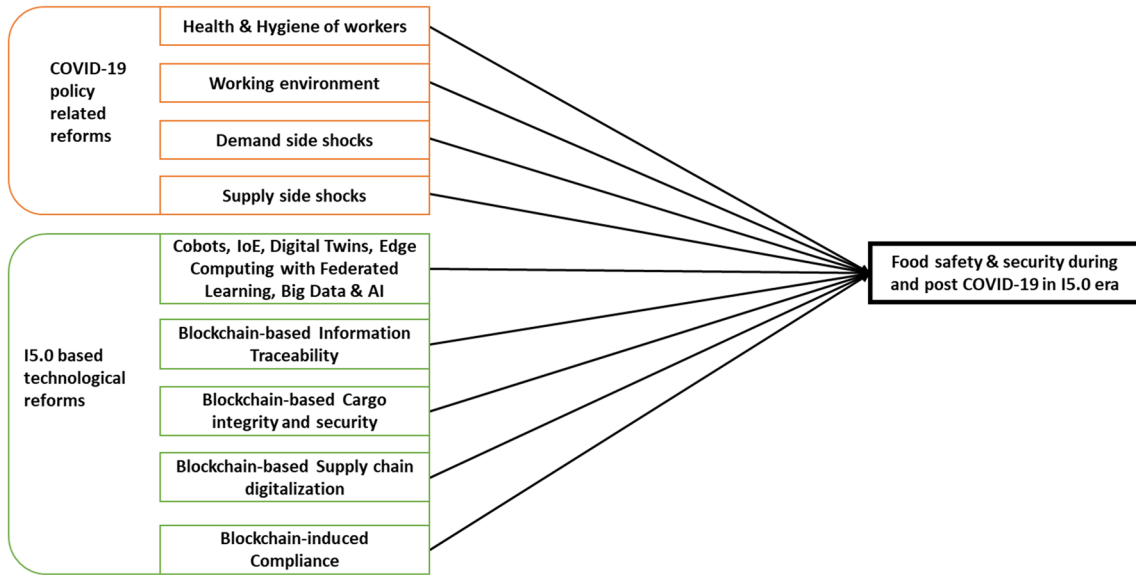 COVID-19
policy
related
reforms
Health & Hygiene of workers
Working environment
Demand side shocks
Supply side shocks
I5.0 based
technological
reforms
Cobots, IoE, Digital Twins, Edge
Computing with Federated
Learning, Big Data & AI
Blockchain-based Information
Traceability
Blockchain-based Cargo
integrity and security
Blockchain-based Supply chain
digitalization
Blockchain-induced
Compliance
Food safety & security during
and post COVID-19 in I5.0 era